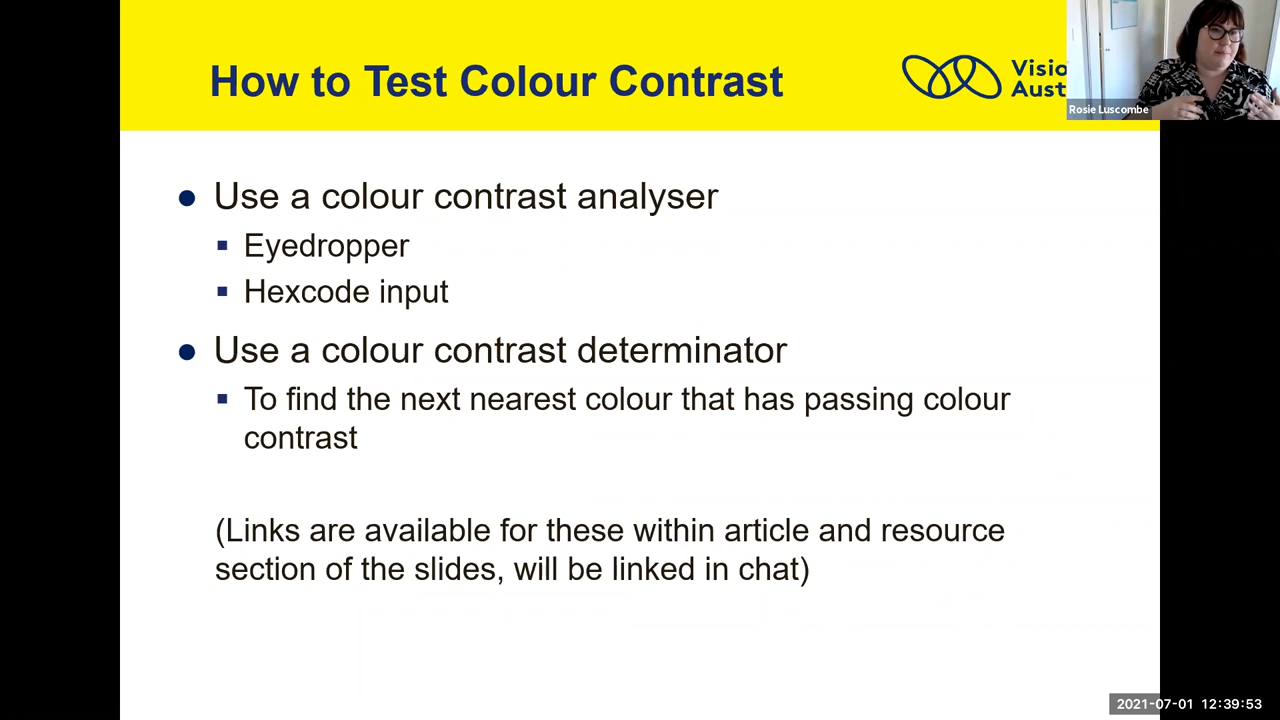 How to Test Colour Contrast
Rosie Luscombe
● Use a colour contrast analyser
▪ Eyedropper
▪ Hexcode input
● Use a colour contrast determinator
▪ To find the next nearest colour that has passing colour
contrast
(Links are available for these within article and resource
section of the slides, will be linked in chat)
2021-07-01 12:39:53